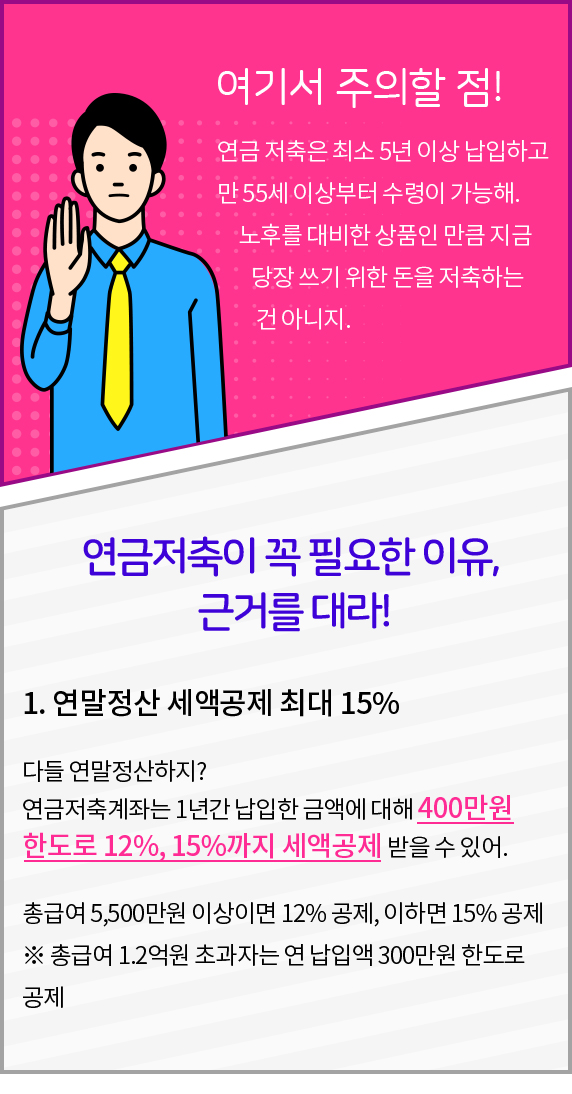 여기서 주의할 점!
연금 저축은 최소 5년 이상 납입하고
만 55세 이상부터 수령이 가능해.
노후를 대비한 상품인 만큼 지금
당장 쓰기 위한 돈을 저축하는
건 아니지.
연금저축이 꼭 필요한 이유,
근거를 대라!
1. 연말정산 세액공제 최대 15%
다들 연말정산하지?
연금저축계좌는 1년간 납입한 금액에 대해 400만원
한도로 12%, 15%까지 세액공제 받을 수 있어.
총급여 5,500만원 이상이면 12% 공제, 이하면 15% 공제
※ 총급여 1.2억원 초과자는 연 납입액 300만원 한도로
공제